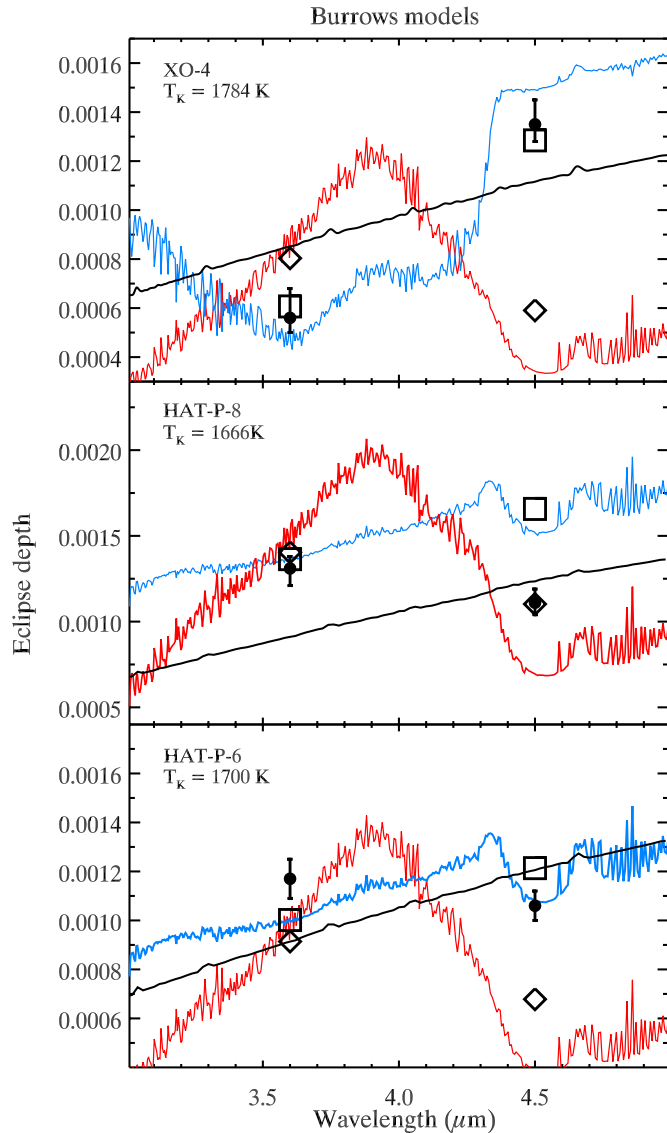 Burrows models
XO-4
T_K = 1784 K
0.0016
0.0014
0.0012
0.0010
0.0008
0.0006
0.0004
HAT-P-8
T_K = 1666K
0.0020
0.0015
0.0010
0.0005
Eclipse depth
HAT-P-6
T_K = 1700 K
0.0016
0.0014
0.0012
0.0010
0.0008
0.0006
3.5 4.0 4.5
Wavelength (μm)